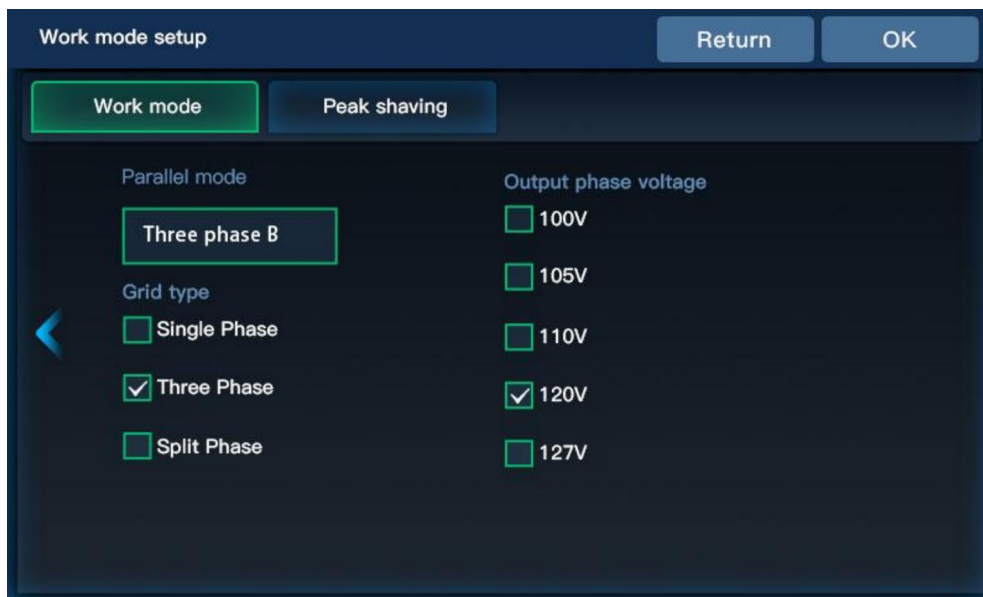 Work mode setup
Return
OK
Work mode
Peak shaving
Parallel mode
Three phase B
Grid type
Single Phase
Three Phase
Split Phase
Output phase voltage
100V
105V
110V
120V
127V